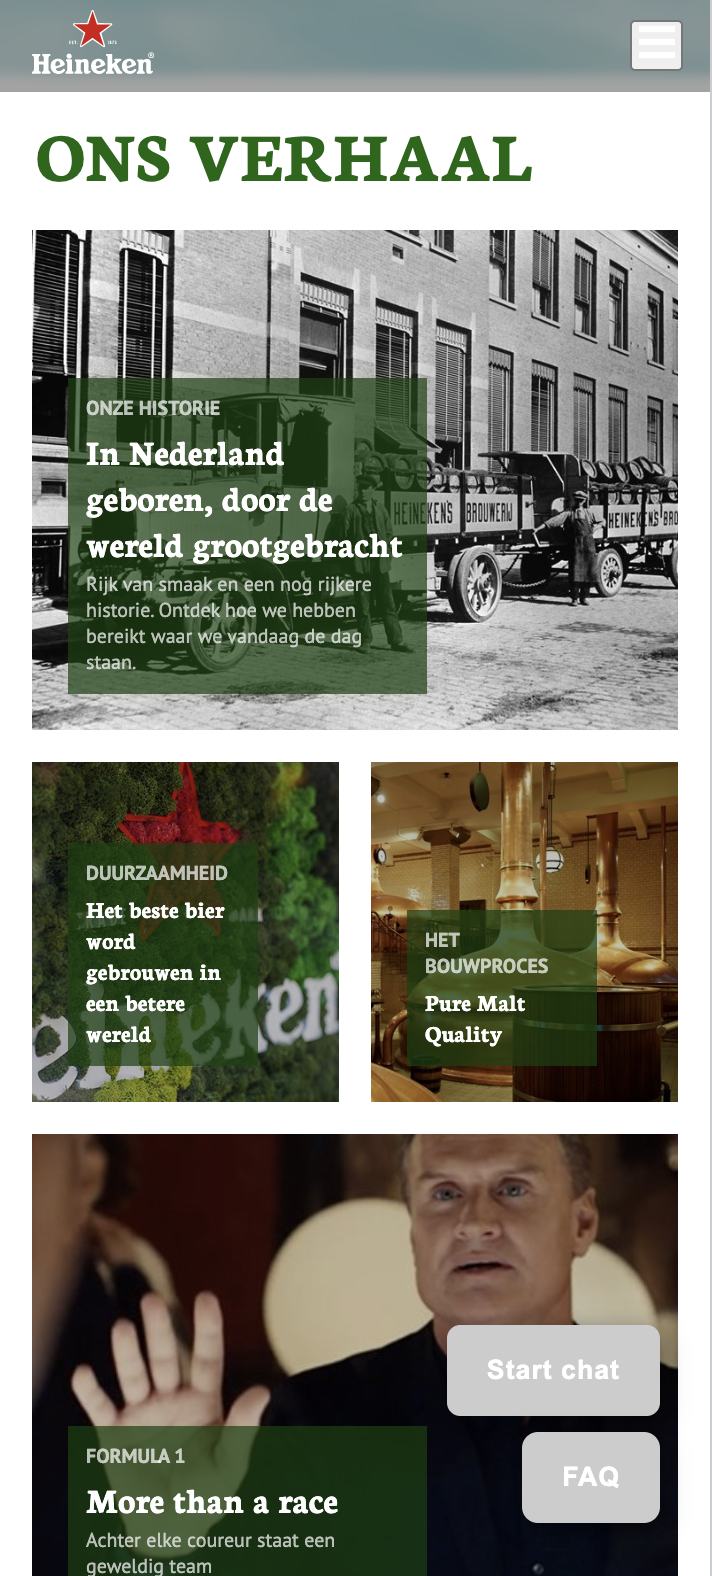 EST. 1873
Heineken®
ONS VERHAAL
HEINEKEN'S BROUWERIJ
HEINEKEN'S BRO
ONZE HISTORIE
In Nederland
geboren, door de
wereld grootgebracht
Rijk van smaak en een nog rijkere
historie. Ontdek hoe we hebben
bereikt waar we vandaag de dag
staan.
DUURZAAMHEID
Het beste bier
word
gebrouwen in
een betere
wereld
eineken
HET
BOUWPROCES
Pure Malt
Quality
Start chat
FAQ
FORMULA 1
More than a race
Achter elke coureur staat een
geweldig team